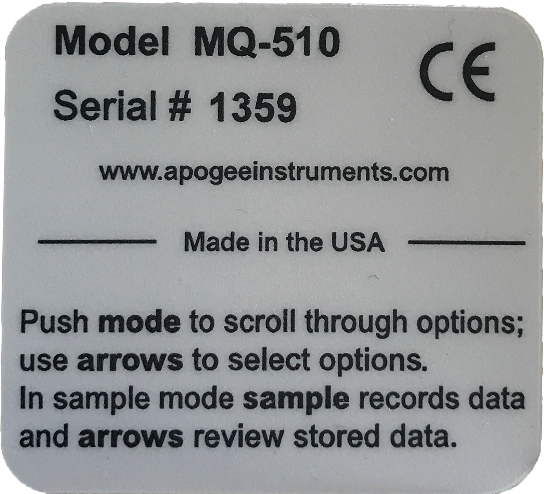 Model MQ-510
CE
Serial # 1359
www.apogeeinstruments.com
Made in the USA
Push mode to scroll through options;
use arrows to select options.
In sample mode sample records data
and arrows review stored data.